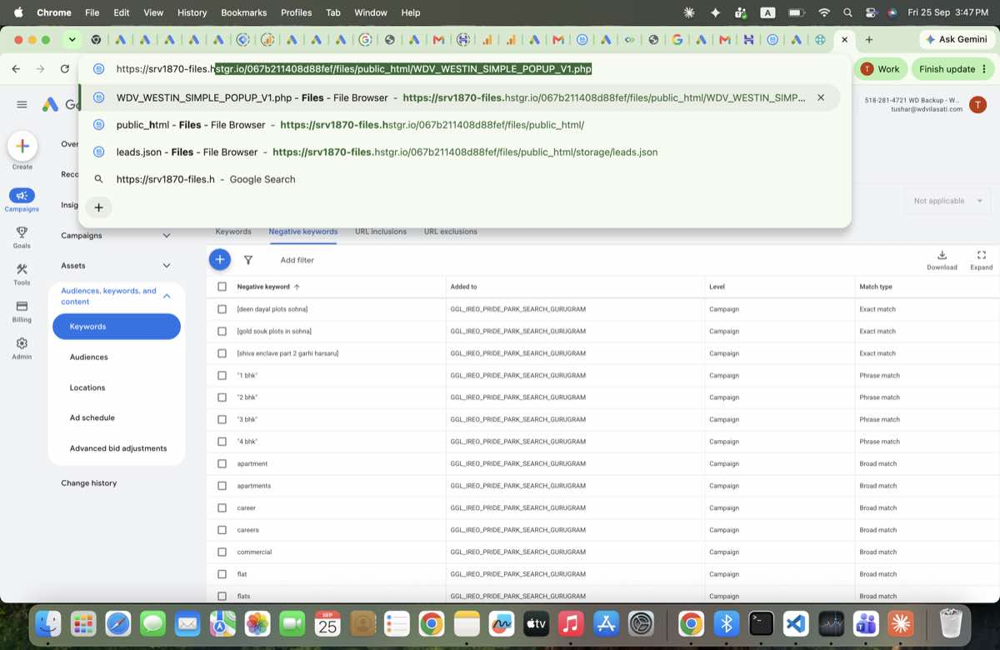 Chrome File Edit View History Bookmarks Profiles Tab Window Help
A
Fri 25 Sep 3:47 PM
Ask Gemini
https://srv1870-files.hstgr.io/067b211408d88fef/files/public_html/WDV_WESTIN_SIMPLE_POPUP_V1.php
T Work
Finish update
WDV_WESTIN_SIMPLE_POPUP_V1.php - Files - File Browser - https://srv1870-files.hstgr.io/067b211408d88fef/files/public_html/WDV_WESTIN_SIMP...
public_html - Files - File Browser - https://srv1870-files.hstgr.io/067b211408d88fef/files/public_html/
leads.json - Files - File Browser - https://srv1870-files.hstgr.io/067b211408d88fef/files/public_html/storage/leads.json
https://srv1870-files.h - Google Search
Go
518-281-4721 WD Backup - W...
tushar@wdvilasati.com
T
Create
Campaigns
Goals
Tools
Billing
Admin
Over
Reco
Insig
Campaigns
Assets
Audiences, keywords, and
content
Keywords
Audiences
Locations
Ad schedule
Advanced bid adjustments
Change history
Not applicable
Keywords Negative keywords URL inclusions URL exclusions
Add filter
Download
Expand
Negative keyword Added to Level Match type
[deen dayal plots sohna] GGL_IREO_PRIDE_PARK_SEARCH_GURUGRAM Campaign Exact match
[gold souk plots in sohna] GGL_IREO_PRIDE_PARK_SEARCH_GURUGRAM Campaign Exact match
[shiva enclave part 2 garhi harsaru] GGL_IREO_PRIDE_PARK_SEARCH_GURUGRAM Campaign Exact match
"1 bhk" GGL_IREO_PRIDE_PARK_SEARCH_GURUGRAM Campaign Phrase match
"2 bhk" GGL_IREO_PRIDE_PARK_SEARCH_GURUGRAM Campaign Phrase match
"3 bhk" GGL_IREO_PRIDE_PARK_SEARCH_GURUGRAM Campaign Phrase match
"4 bhk" GGL_IREO_PRIDE_PARK_SEARCH_GURUGRAM Campaign Phrase match
apartment GGL_IREO_PRIDE_PARK_SEARCH_GURUGRAM Campaign Broad match
apartments GGL_IREO_PRIDE_PARK_SEARCH_GURUGRAM Campaign Broad match
career GGL_IREO_PRIDE_PARK_SEARCH_GURUGRAM Campaign Broad match
careers GGL_IREO_PRIDE_PARK_SEARCH_GURUGRAM Campaign Broad match
commercial GGL_IREO_PRIDE_PARK_SEARCH_GURUGRAM Campaign Broad match
flat GGL_IREO_PRIDE_PARK_SEARCH_GURUGRAM Campaign Broad match
flats GGL_IREO_PRIDE_PARK_SEARCH_GURUGRAM Campaign Broad match
SEP
25
tv